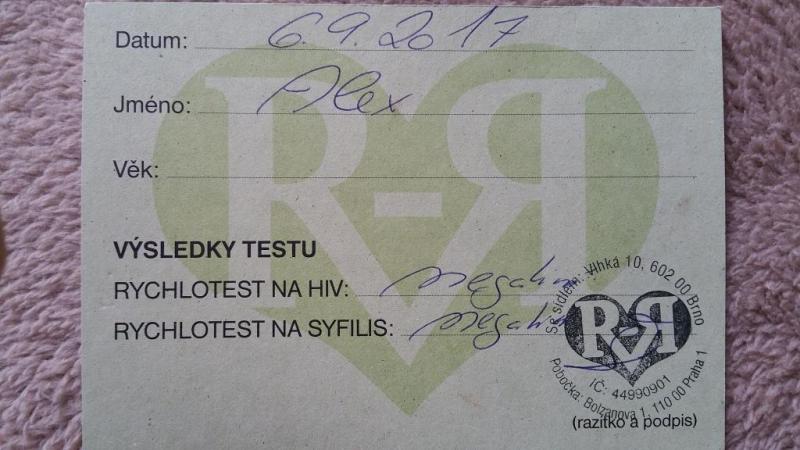 Datum: 6.9.2017
Jméno: Alex
Věk:
R-R
VÝSLEDKY TESTU
RYCHLOTEST NA HIV: negativ
RYCHLOTEST NA SYFILIS: negativ
Se sídlem: Vlhká 10, 602 00 Brno
R-R
IČ: 44990901
Pobočka: Bolzanova 1, 110 00 Praha 1
(razítko a podpis)